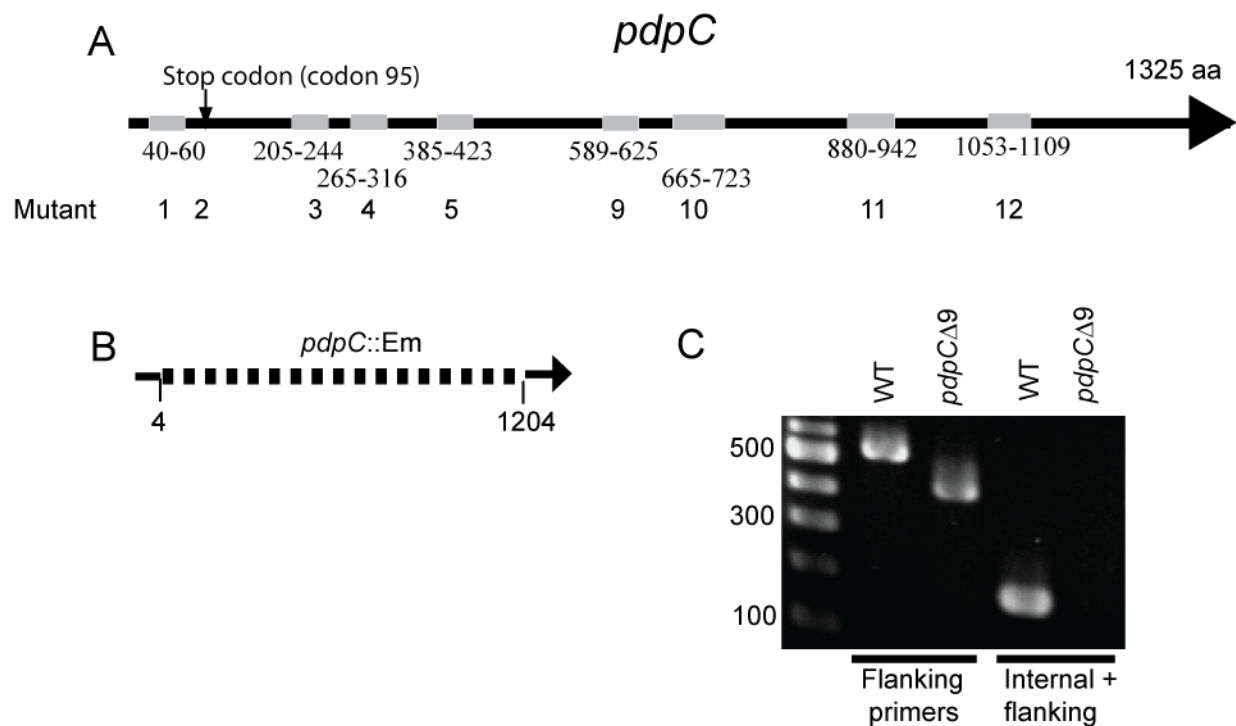 A
pdpC
Stop codon (codon 95)
1325 aa
40-60
205-244
385-423
589-625
880-942
1053-1109
265-316
665-723
Mutant 1 2 3 4 5 9 10 11 12
B
pdpC::Em
4
1204
C
WT
pdpCΔ9
WT
pdpCΔ9
500
300
100
Flanking
primers
Internal +
flanking